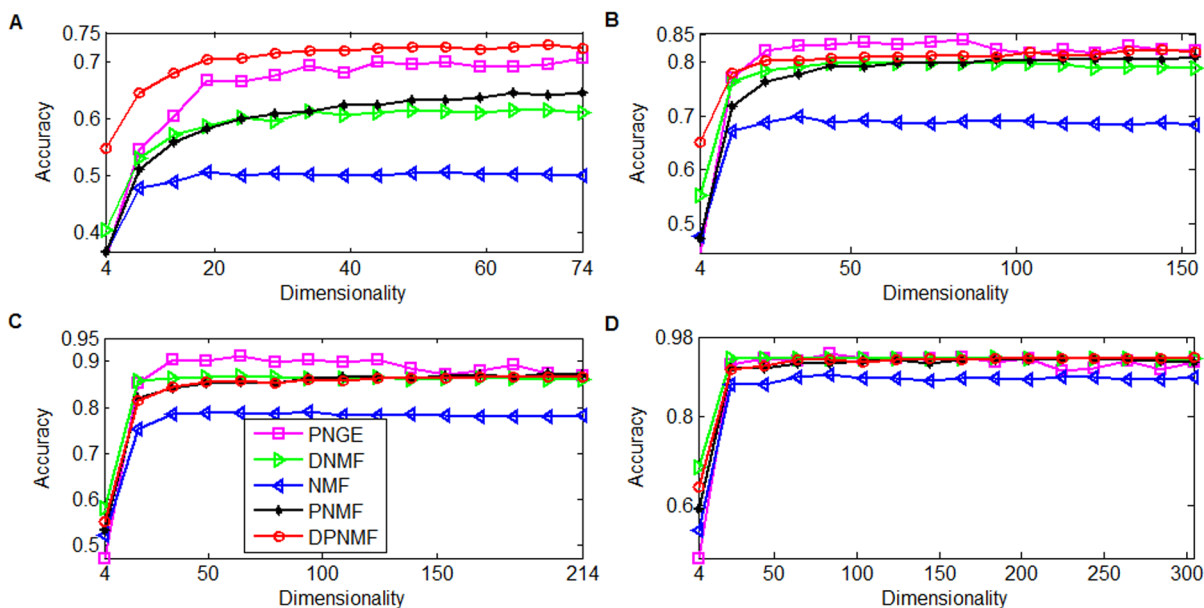 A
0.75
0.7
0.6
0.5
0.4
Accuracy
4
20
40
60
74
Dimensionality
B
0.85
0.8
0.7
0.6
0.5
Accuracy
4
50
100
150
Dimensionality
C
0.95
0.9
0.8
0.7
0.6
0.5
Accuracy
PNGE
DNMF
NMF
PNMF
DPNMF
4
50
100
150
214
Dimensionality
D
0.98
0.8
0.6
Accuracy
4
50
100
150
200
250
300
Dimensionality